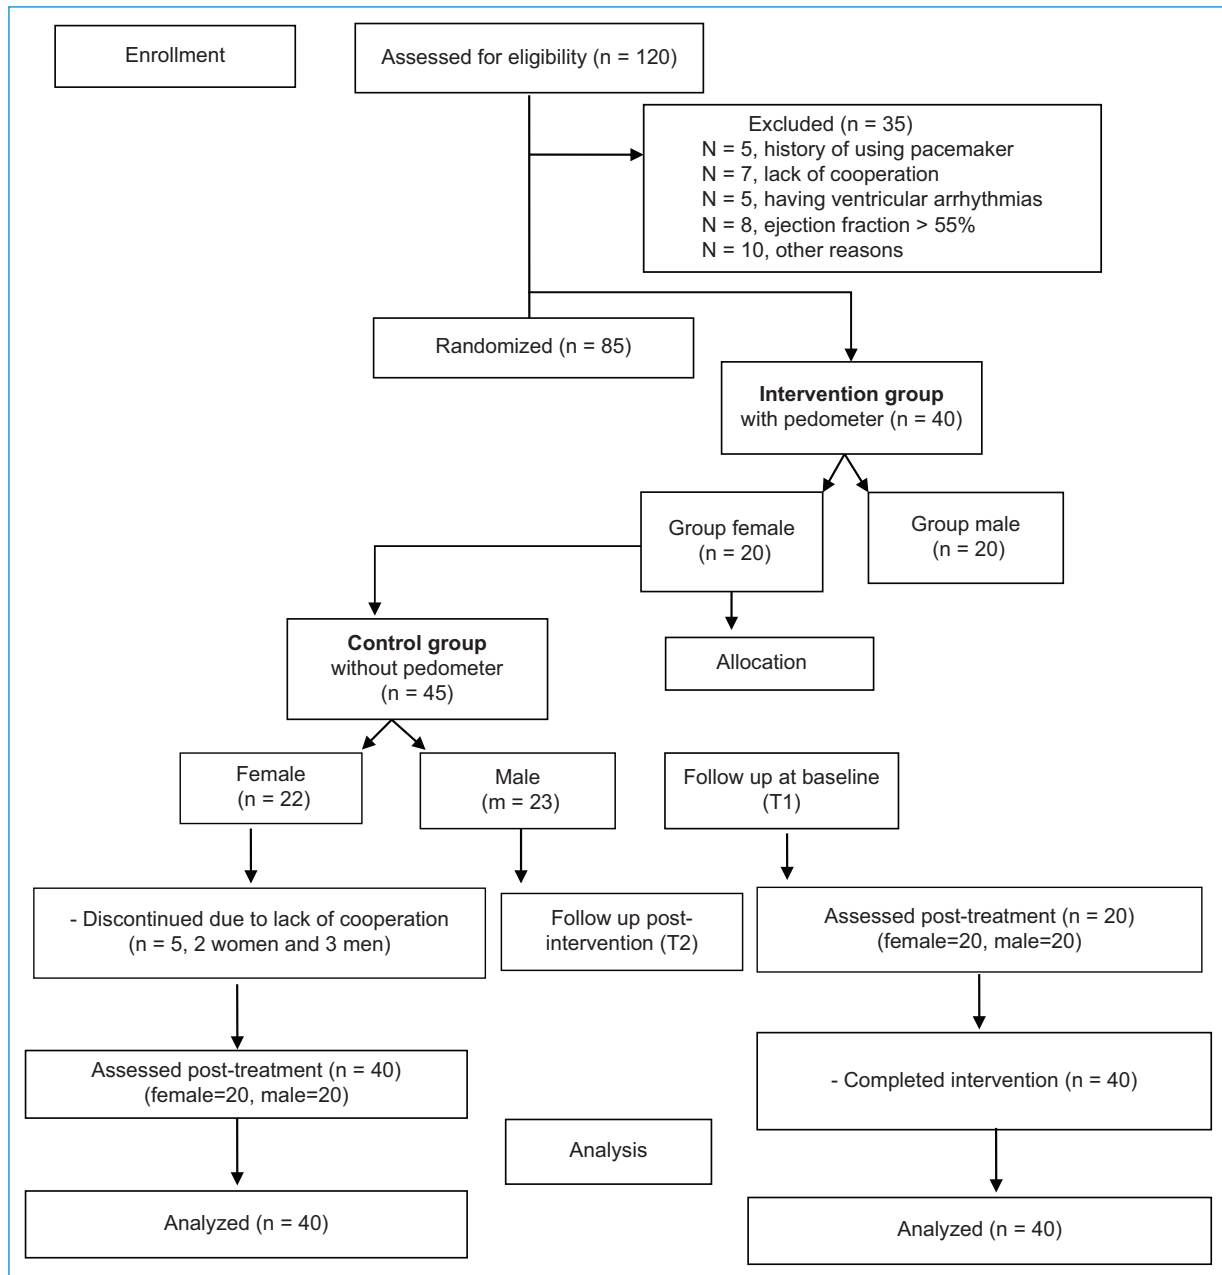 Enrollment
Assessed for eligibility (n = 120)
Excluded (n = 35)
N = 5, history of using pacemaker
N = 7, lack of cooperation
N = 5, having ventricular arrhythmias
N = 8, ejection fraction > 55%
N = 10, other reasons
Randomized (n = 85)
Intervention group
with pedometer (n = 40)
Group female
(n = 20)
Group male
(n = 20)
Control group
without pedometer
(n = 45)
Allocation
Female
(n = 22)
Male
(m = 23)
Follow up at baseline
(T1)
- Discontinued due to lack of cooperation
(n = 5, 2 women and 3 men)
Follow up post-
intervention (T2)
Assessed post-treatment (n = 20)
(female=20, male=20)
Assessed post-treatment (n = 40)
(female=20, male=20)
- Completed intervention (n = 40)
Analysis
Analyzed (n = 40)
Analyzed (n = 40)